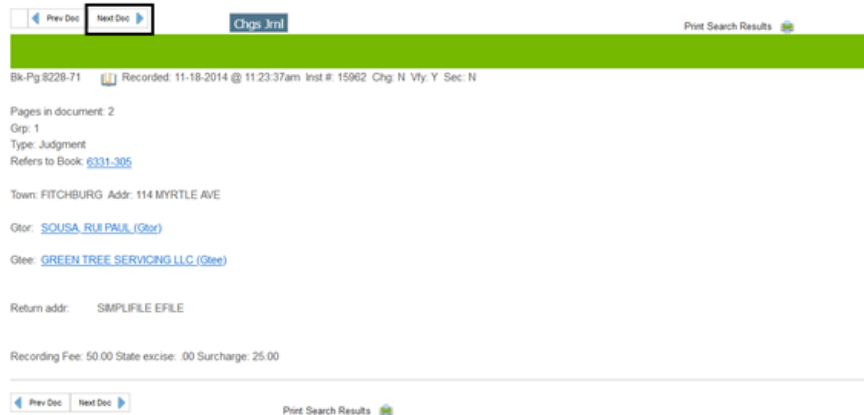 Prev Doc Next Doc Chgs Jrnl Print Search Results
Bk-Pg:8228-71 Recorded: 11-18-2014 @ 11:23:37am Inst #: 15962 Chg: N Vfy: Y Sec: N
Pages in document: 2
Grp: 1
Type: Judgment
Refers to Book: 6331-305
Town: FITCHBURG Addr: 114 MYRTLE AVE
Gtor: SOUSA, RUI PAUL (Gtor)
Gtee: GREEN TREE SERVICING LLC (Gtee)
Return addr: SIMPLIFILE EFILE
Recording Fee: 50.00 State excise: .00 Surcharge: 25.00
Prev Doc Next Doc Print Search Results